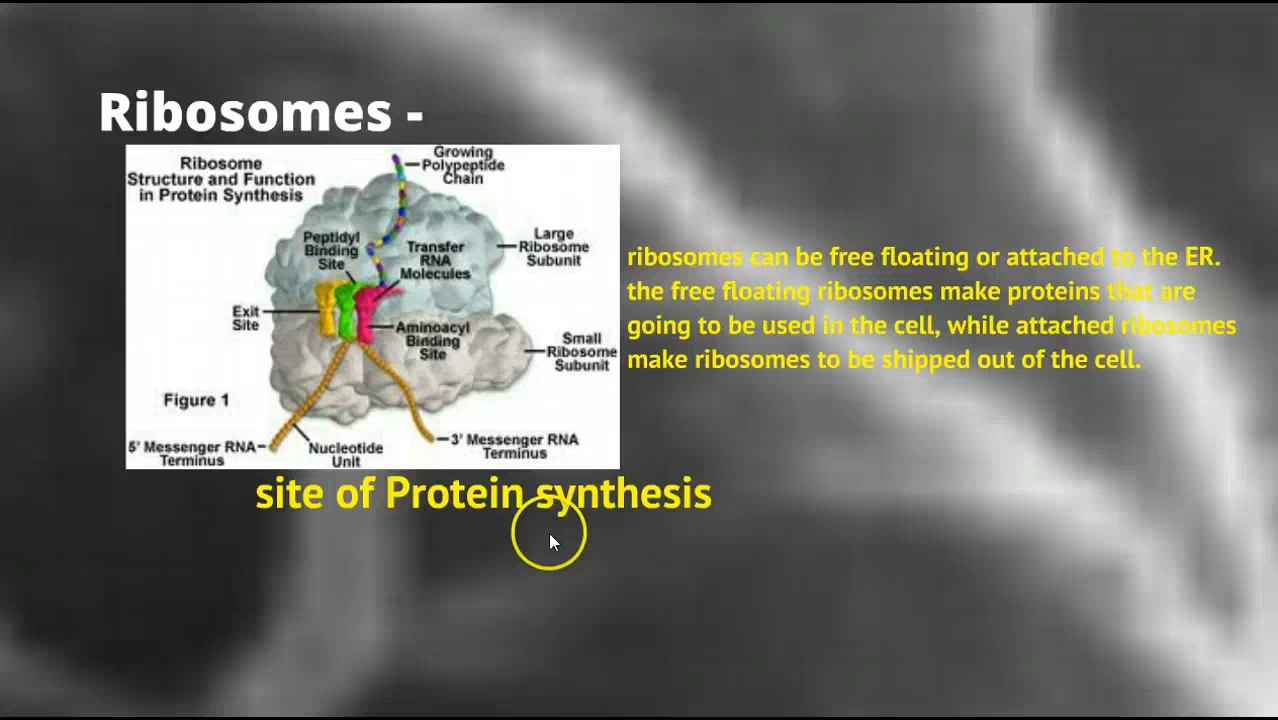 Ribosomes -
Ribosome
Structure and Function
in Protein Synthesis
Growing
Polypeptide
Chain
Peptidyl
Binding
Site
Transfer
RNA
Molecules
Large
Ribosome
Subunit
Exit
Site
Aminoacyl
Binding
Site
Small
Ribosome
Subunit
Figure 1
5' Messenger RNA
Terminus
Nucleotide
Unit
3' Messenger RNA
Terminus
ribosomes can be free floating or attached to the ER.
the free floating ribosomes make proteins that are
going to be used in the cell, while attached ribosomes
make ribosomes to be shipped out of the cell.
site of Protein synthesis